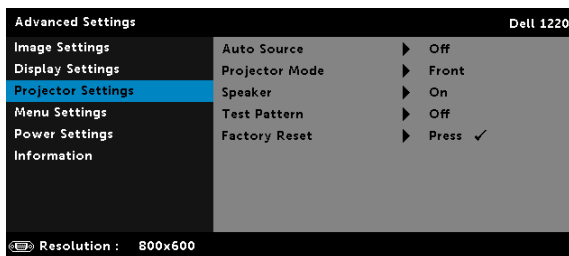 Advanced Settings Dell 1220
Image Settings Auto Source Off
Display Settings Projector Mode Front
Projector Settings Speaker On
Menu Settings Test Pattern Off
Power Settings Factory Reset Press ✓
Information
Resolution : 800x600